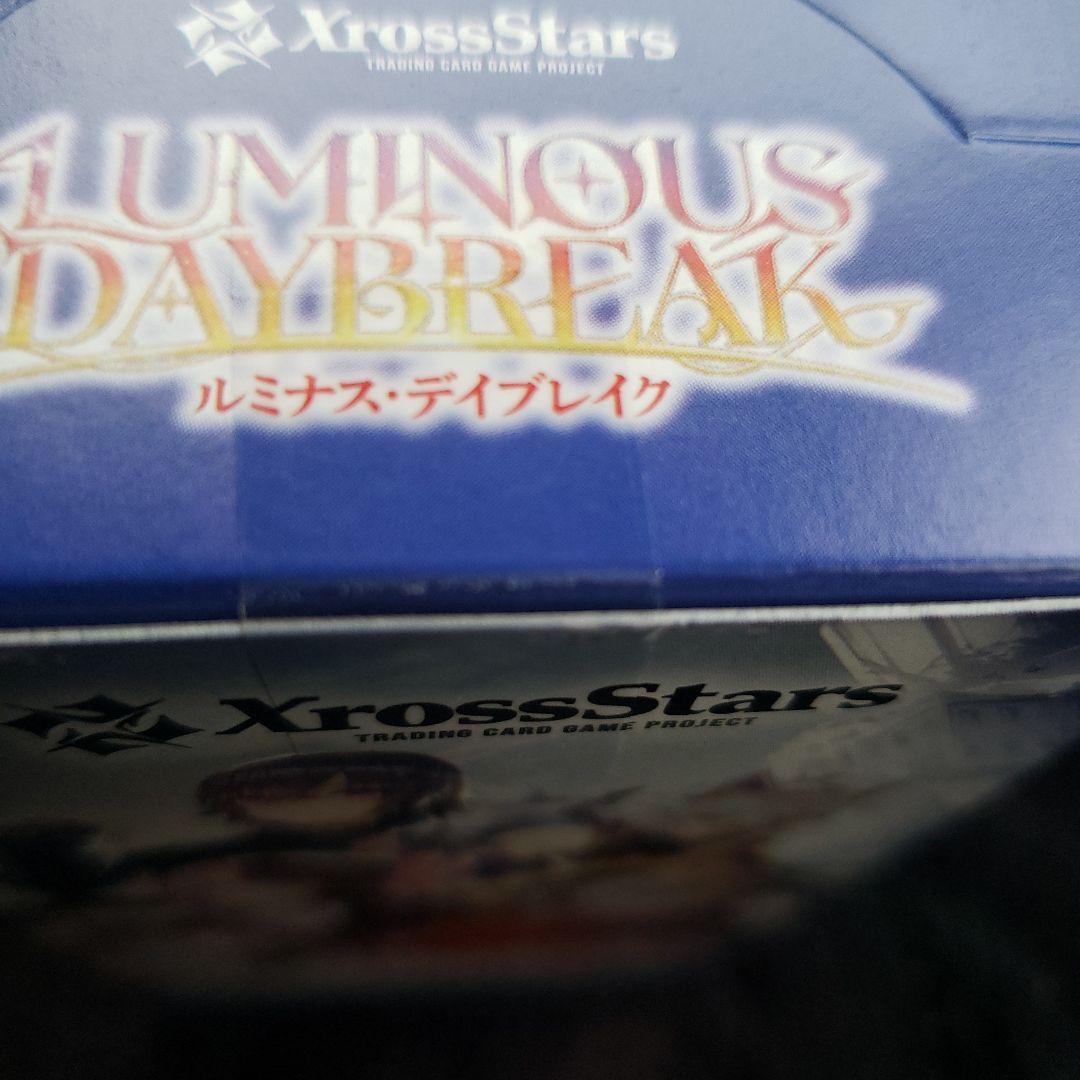 XrossStars
TRADING CARD GAME PROJECT
LUMINOUS
DAYBREAK
ルミナス・デイブレイク
XrossStars
TRADING CARD GAME PROJECT